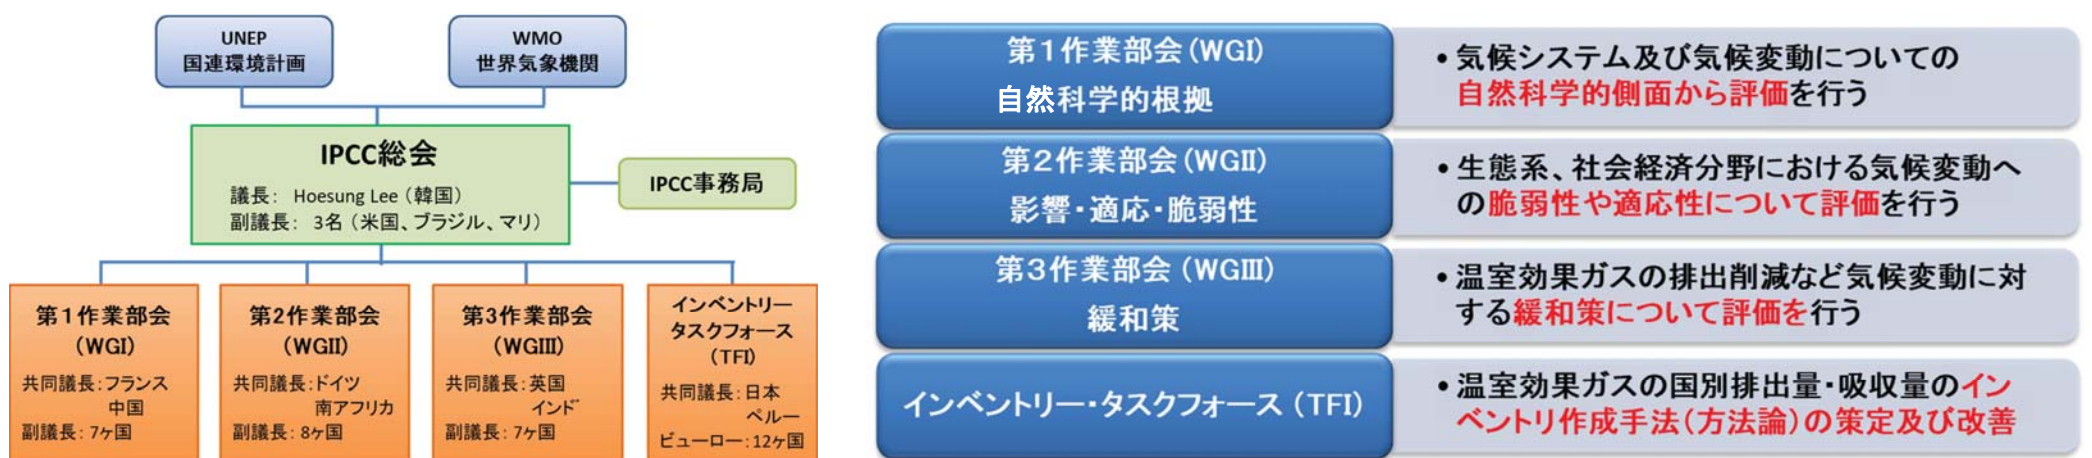 UNEP
国連環境計画
WMO
世界気象機関
IPCC総会
議長： Hoesung Lee（韓国）
副議長： 3名（米国、ブラジル、マリ）
IPCC事務局
第1作業部会
（WGI）
共同議長：フランス
中国
副議長：7ヶ国
第2作業部会
（WGII）
共同議長：ドイツ
南アフリカ
副議長：8ヶ国
第3作業部会
（WGIII）
共同議長：英国
インド
副議長：7ヶ国
インベントリー
タスクフォース
（TFI）
共同議長：日本
ペルー
ビューロー：12ヶ国
第１作業部会（WGI）
自然科学的根拠
•気候システム及び気候変動についての
自然科学的側面から評価を行う
第２作業部会（WGII）
影響・適応・脆弱性
•生態系、社会経済分野における気候変動へ
の脆弱性や適応性について評価を行う
第３作業部会（WGIII）
緩和策
•温室効果ガスの排出削減など気候変動に対
する緩和策について評価を行う
インベントリー・タスクフォース（TFI）
•温室効果ガスの国別排出量・吸収量のイン
ベントリ作成手法（方法論）の策定及び改善